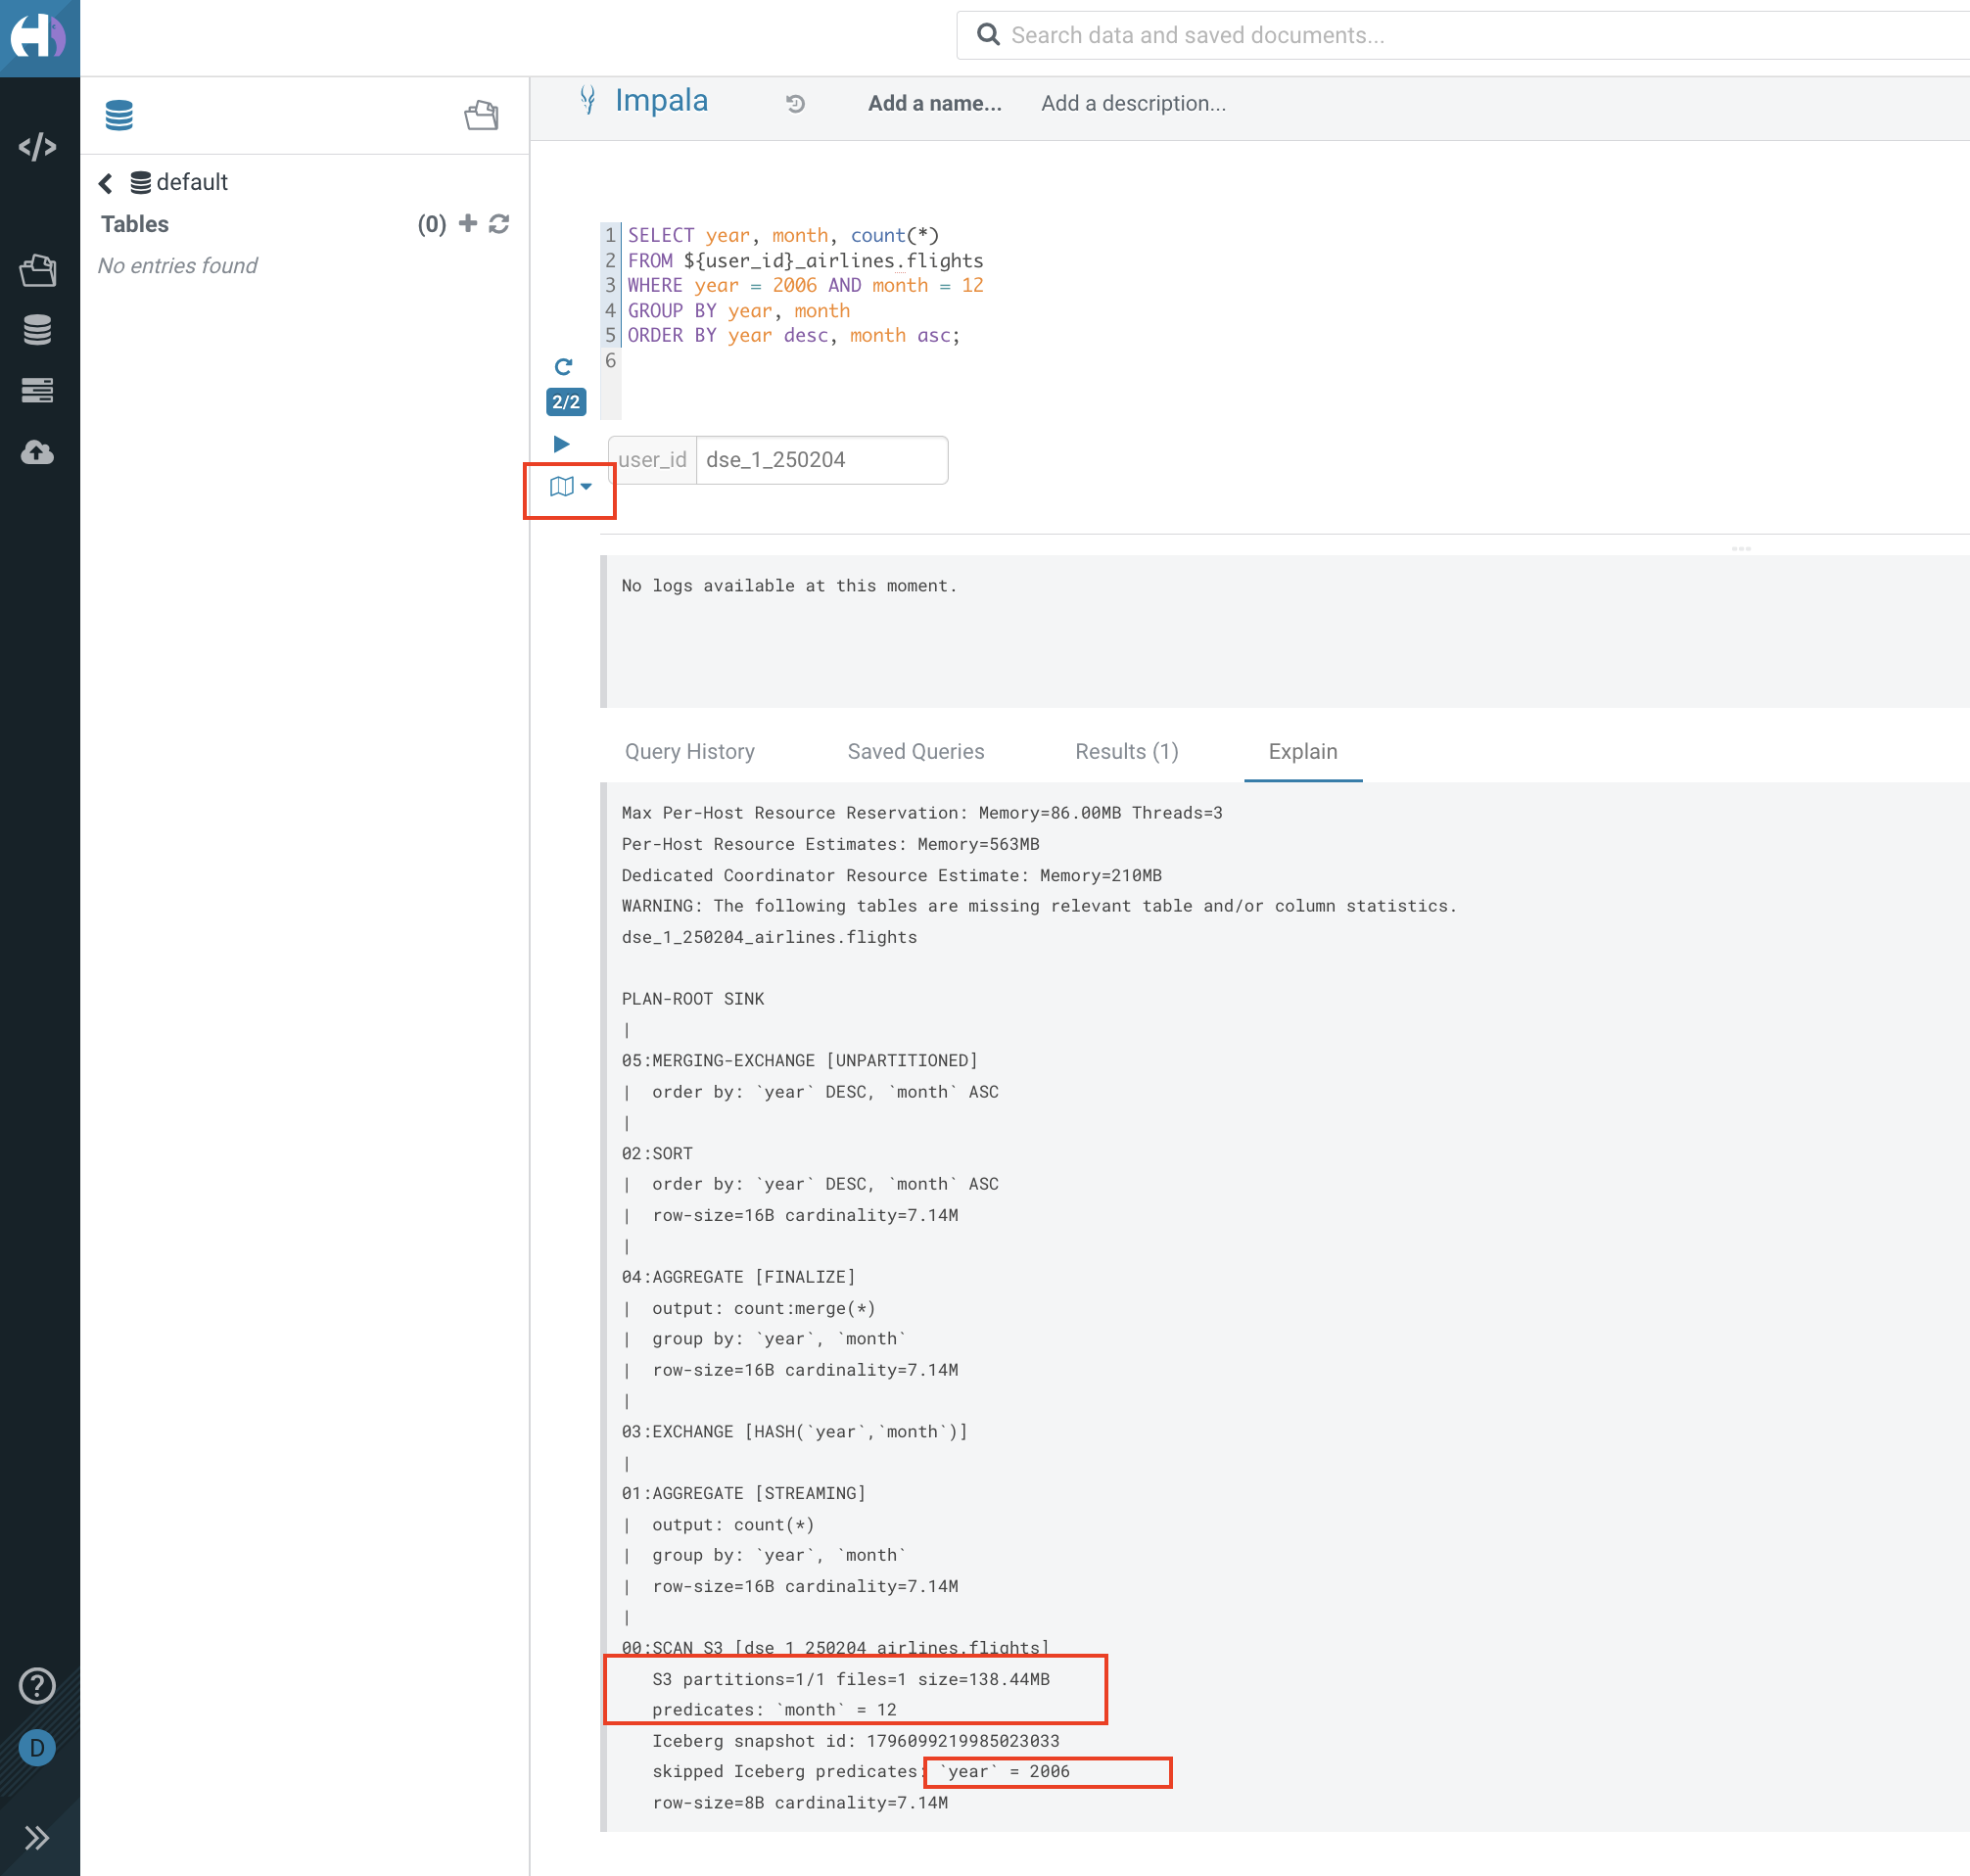 Search data and saved documents...
Impala
Add a name...
Add a description...
default
Tables
(0)
No entries found
1 SELECT year, month, count(*)
2 FROM ${user_id}_airlines.flights
3 WHERE year = 2006 AND month = 12
4 GROUP BY year, month
5 ORDER BY year desc, month asc;
6
2/2
user_id dse_1_250204
No logs available at this moment.
Query History Saved Queries Results (1) Explain
Max Per-Host Resource Reservation: Memory=86.00MB Threads=3
Per-Host Resource Estimates: Memory=563MB
Dedicated Coordinator Resource Estimate: Memory=210MB
WARNING: The following tables are missing relevant table and/or column statistics.
dse_1_250204_airlines.flights
PLAN-ROOT SINK
|
05:MERGING-EXCHANGE [UNPARTITIONED]
|  order by: `year` DESC, `month` ASC
|
02:SORT
|  order by: `year` DESC, `month` ASC
|  row-size=16B cardinality=7.14M
|
04:AGGREGATE [FINALIZE]
|  output: count:merge(*)
|  group by: `year`, `month`
|  row-size=16B cardinality=7.14M
|
03:EXCHANGE [HASH(`year`,`month`)]
|
01:AGGREGATE [STREAMING]
|  output: count(*)
|  group by: `year`, `month`
|  row-size=16B cardinality=7.14M
|
00:SCAN S3 [dse_1_250204_airlines.flights]
S3 partitions=1/1 files=1 size=138.44MB
predicates: `month` = 12
Iceberg snapshot id: 1796099219985023033
skipped Iceberg predicates: `year` = 2006
row-size=8B cardinality=7.14M
D